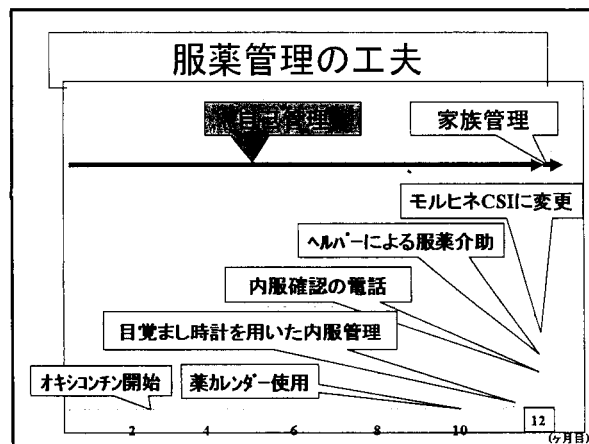 服薬管理の工夫
自己管理
家族管理
モルヒネCSIに変更
ヘルパーによる服薬介助
内服確認の電話
目覚まし時計を用いた内服管理
オキシコンチン開始
薬カレンダー使用
2 4 6 8 10 12
(ヶ月目)